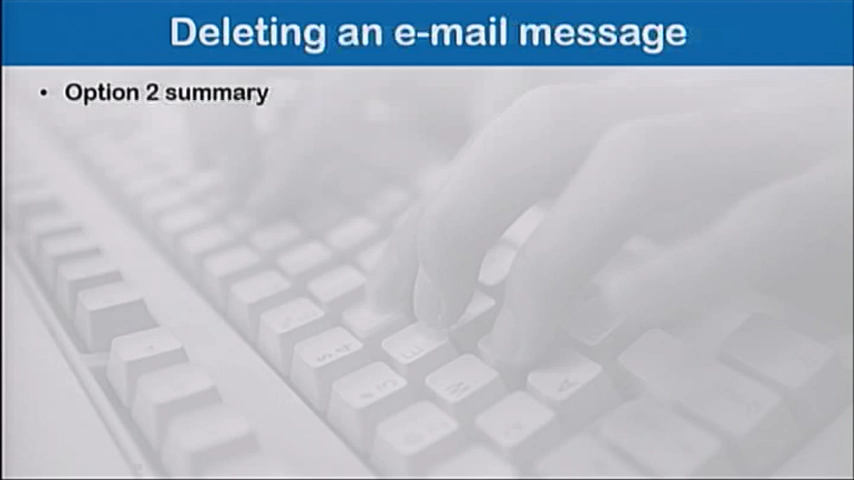 Deleting an e-mail message
• Option 2 summary